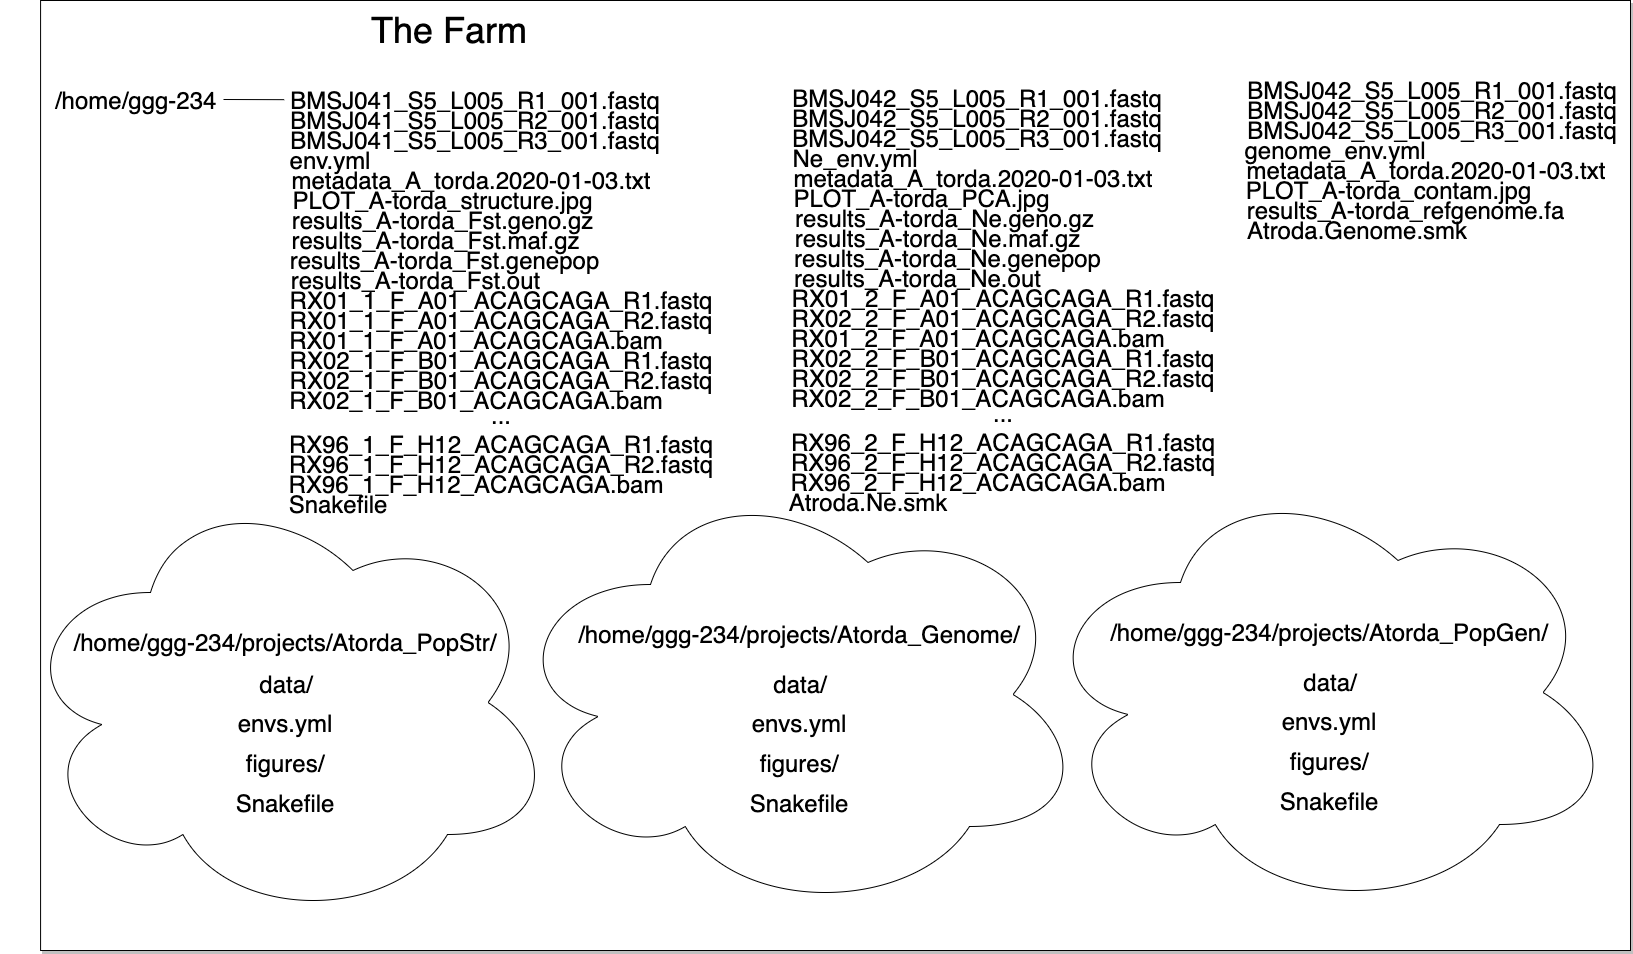 The Farm
/home/ggg-234
BMSJ041_S5_L005_R1_001.fastq
BMSJ041_S5_L005_R2_001.fastq
BMSJ041_S5_L005_R3_001.fastq
env.yml
metadata_A_torda.2020-01-03.txt
PLOT_A-torda_structure.jpg
results_A-torda_Fst.geno.gz
results_A-torda_Fst.maf.gz
results_A-torda_Fst.genepop
results_A-torda_Fst.out
RX01_1_F_A01_ACAGCAGA_R1.fastq
RX01_1_F_A01_ACAGCAGA_R2.fastq
RX01_1_F_A01_ACAGCAGA.bam
RX02_1_F_B01_ACAGCAGA_R1.fastq
RX02_1_F_B01_ACAGCAGA_R2.fastq
RX02_1_F_B01_ACAGCAGA.bam
...
RX96_1_F_H12_ACAGCAGA_R1.fastq
RX96_1_F_H12_ACAGCAGA_R2.fastq
RX96_1_F_H12_ACAGCAGA.bam
Snakefile
BMSJ042_S5_L005_R1_001.fastq
BMSJ042_S5_L005_R2_001.fastq
BMSJ042_S5_L005_R3_001.fastq
Ne_env.yml
metadata_A_torda.2020-01-03.txt
PLOT_A-torda_PCA.jpg
results_A-torda_Ne.geno.gz
results_A-torda_Ne.maf.gz
results_A-torda_Ne.genepop
results_A-torda_Ne.out
RX01_2_F_A01_ACAGCAGA_R1.fastq
RX02_2_F_A01_ACAGCAGA_R2.fastq
RX01_2_F_A01_ACAGCAGA.bam
RX02_2_F_B01_ACAGCAGA_R1.fastq
RX02_2_F_B01_ACAGCAGA_R2.fastq
RX02_2_F_B01_ACAGCAGA.bam
...
RX96_2_F_H12_ACAGCAGA_R1.fastq
RX96_2_F_H12_ACAGCAGA_R2.fastq
RX96_2_F_H12_ACAGCAGA.bam
Atroda.Ne.smk
BMSJ042_S5_L005_R1_001.fastq
BMSJ042_S5_L005_R2_001.fastq
BMSJ042_S5_L005_R3_001.fastq
genome_env.yml
metadata_A_torda.2020-01-03.txt
PLOT_A-torda_contam.jpg
results_A-torda_refgenome.fa
Atroda.Genome.smk
/home/ggg-234/projects/Atorda_PopStr/
data/
envs.yml
figures/
Snakefile
/home/ggg-234/projects/Atorda_Genome/
data/
envs.yml
figures/
Snakefile
/home/ggg-234/projects/Atorda_PopGen/
data/
envs.yml
figures/
Snakefile